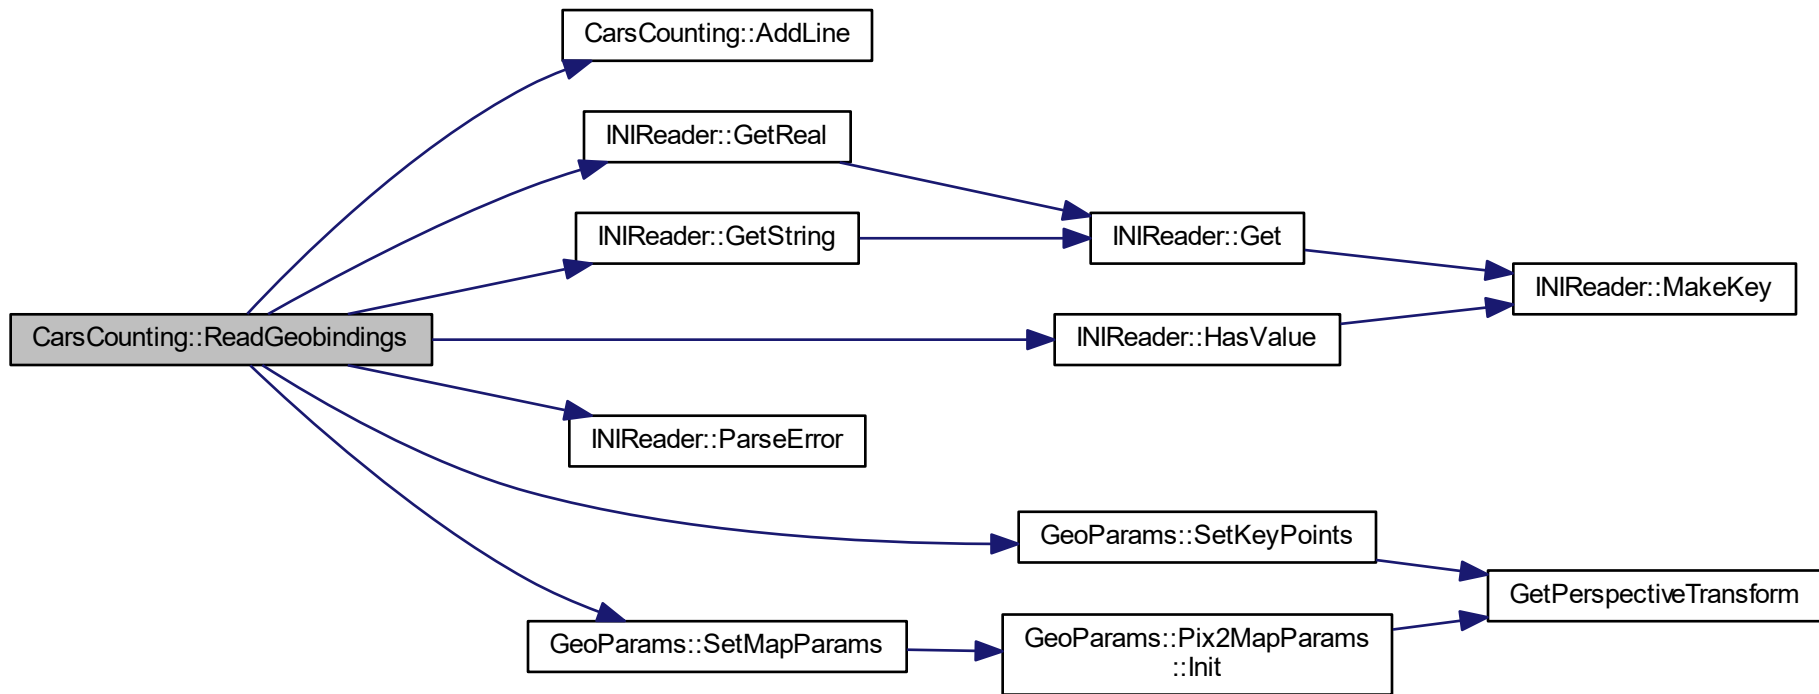 CarsCounting::AddLine
INIReader::GetReal
INIReader::GetString
INIReader::Get
INIReader::MakeKey
CarsCounting::ReadGeobindings
INIReader::HasValue
INIReader::ParseError
GeoParams::SetKeyPoints
GetPerspectiveTransform
GeoParams::SetMapParams
GeoParams::Pix2MapParams
::Init